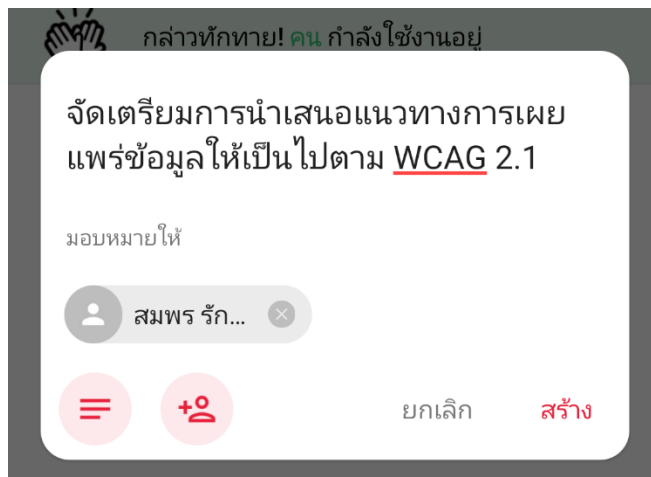 กล่าวทักทาย! คน กำลังใช้งานอยู่
จัดเตรียมการนำเสนอแนวทางการเผย
แพร่ข้อมูลให้เป็นไปตาม WCAG 2.1
มอบหมายให้
สมพร รัก...
ยกเลิก สร้าง